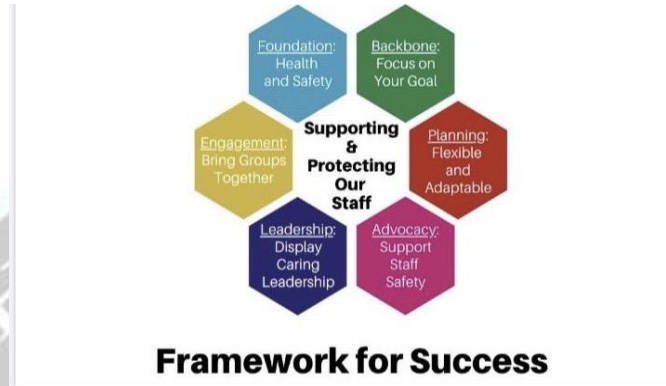 Foundation:
Health
and Safety
Backbone:
Focus on
Your Goal
Engagement:
Bring Groups
Together
Supporting
&
Protecting
Our
Staff
Planning:
Flexible
and
Adaptable
Leadership:
Display
Caring
Leadership
Advocacy:
Support
Staff
Safety
Framework for Success